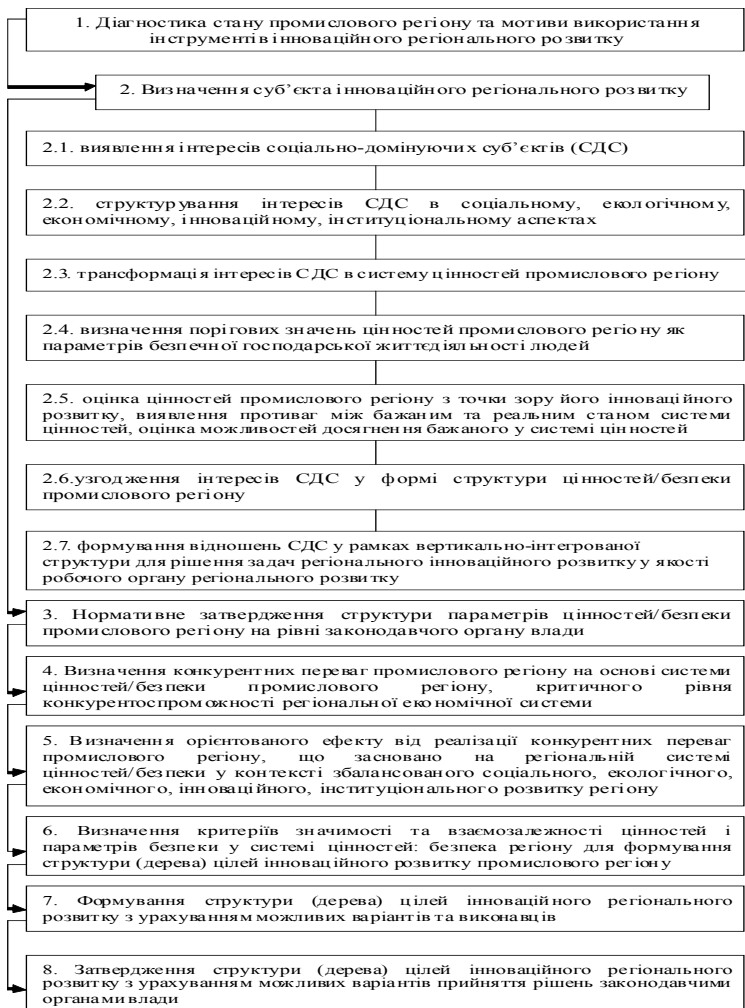 1. Діагностика стану промислового регіону та мотиви використання
інструментів інноваційного регіонального розвитку
2. Визначення суб’єкта інноваційного регіонального розвитку
2.1. виявлення інтересів соціально-домінуючих суб’єктів (СДС)
2.2. структурування інтересів СДС в соціальному, екологічному,
економічному, інноваційному, інституціональному аспектах
2.3. трансформація інтересів СДС в систему цінностей промислового регіону
2.4. визначення порігових значень цінностей промислового регіону як
параметрів безпечної господарської життєдіяльності людей
2.5. оцінка цінностей промислового регіону з точки зору його інноваційного
розвитку, виявлення противаг між бажаним та реальним станом системи
цінностей, оцінка можливостей досягнення бажаного у системі цінностей
2.6.узгодження інтересів СДС у формі структури цінностей/безпеки
промислового регіону
2.7. формування відношень СДС у рамках вертикально-інтегрованої
структури для рішення задач регіонального інноваційного розвитку у якості
робочого органу регіонального розвитку
3. Нормативне затвердження структури параметрів цінностей/безпеки
промислового регіону на рівні законодавчого органу влади
4. Визначення конкурентних переваг промислового регіону на основі системи
цінностей/безпеки промислового регіону, критичного рівня
конкурентоспроможності регіональної економічної системи
5. Визначення орієнтованого ефекту від реалізації конкурентних переваг
промислового регіону, що засновано на регіональній системі
цінностей/безпеки у контексті збалансованого соціального, екологічного,
економічного, інноваційного, інституціонального розвитку регіону
6. Визначення критеріїв значимості та взаємозалежності цінностей і
параметрів безпеки у системі цінностей: безпека регіону для формування
структури (дерева) цілей інноваційного розвитку промислового регіону
7. Формування структури (дерева) цілей інноваційного регіонального
розвитку з урахуванням можливих варіантів та виконавців
8. Затвердження структури (дерева) цілей інноваційного регіонального
розвитку з урахуванням можливих варіантів прийняття рішень законодавчими
органами влади